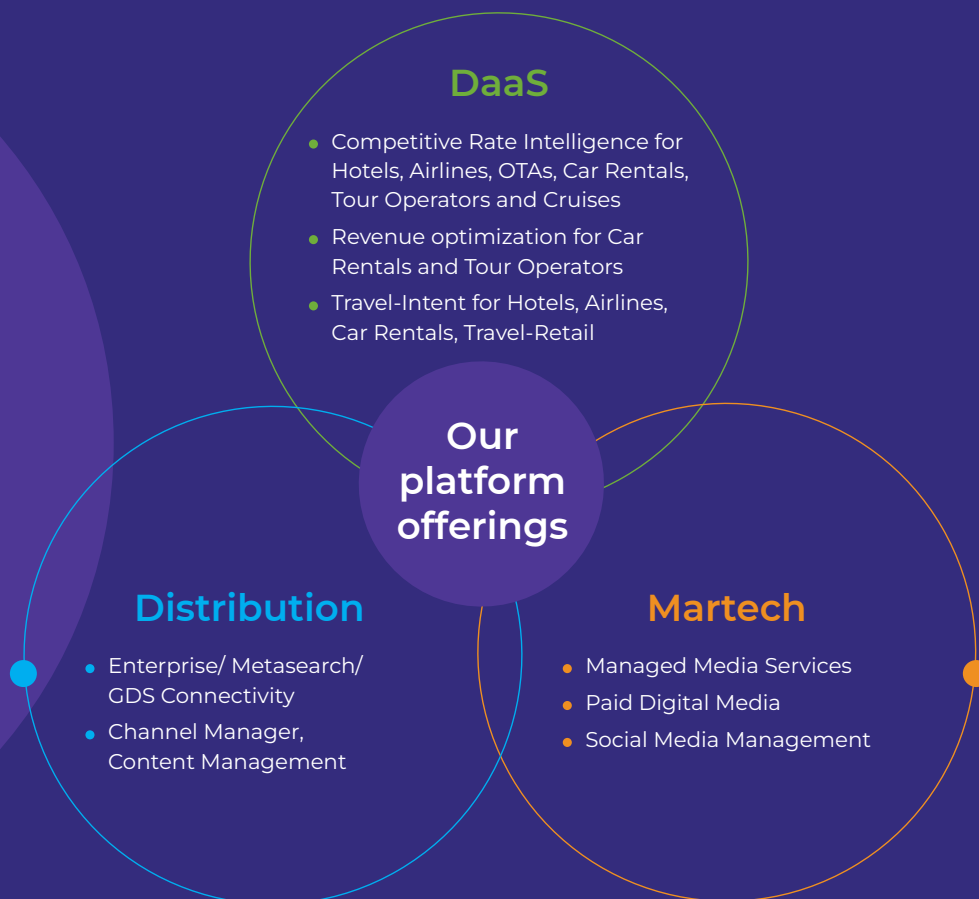 DaaS
Competitive Rate Intelligence for
Hotels, Airlines, OTAs, Car Rentals,
Tour Operators and Cruises
Revenue optimization for Car
Rentals and Tour Operators
Travel-Intent for Hotels, Airlines,
Car Rentals, Travel-Retail
Our
platform
offerings
Distribution
Enterprise/ Metasearch/
GDS Connectivity
Channel Manager,
Content Management
Martech
Managed Media Services
Paid Digital Media
Social Media Management